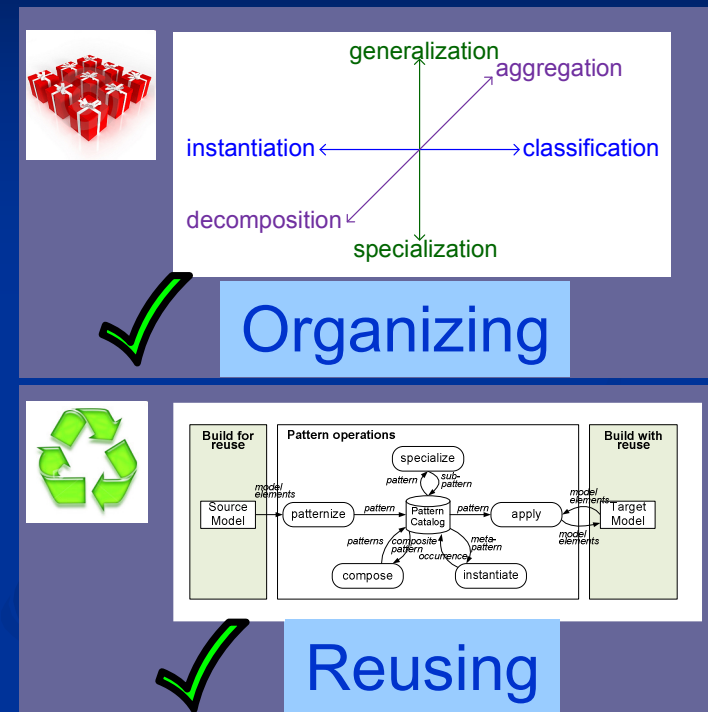 generalization
aggregation
instantiation
classification
decomposition
specialization
Organizing
Build for
reuse
Pattern operations
Build with
reuse
specialize
pattern
sub-
pattern
model
elements
Source
Model
patternize
pattern
Pattern
Catalog
pattern
apply
model
elements
Target
Model
model
elements
patterns
composite
pattern
occurrence
meta-
pattern
compose
instantiate
Reusing